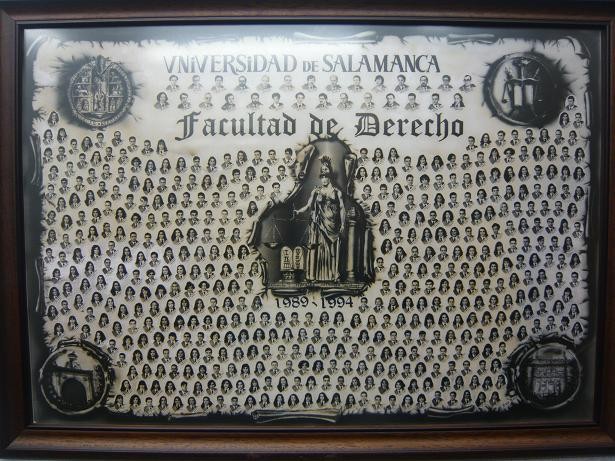 VNiVERSiDAD DE SALAMANCA
Facultad de Derecho
1989-1994